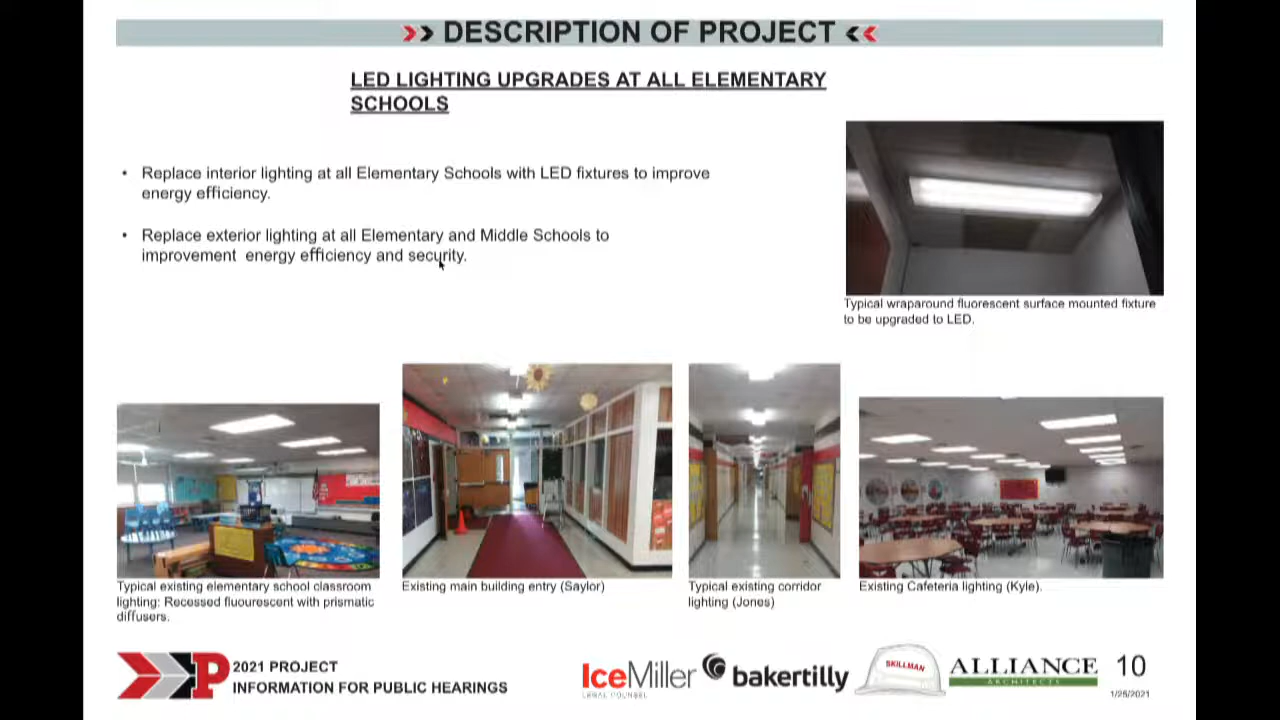 DESCRIPTION OF PROJECT
LED LIGHTING UPGRADES AT ALL ELEMENTARY
SCHOOLS
• Replace interior lighting at all Elementary Schools with LED fixtures to improve
energy efficiency.
• Replace exterior lighting at all Elementary and Middle Schools to
improvement energy efficiency and security.
Typical wraparound fluorescent surface mounted fixture
to be upgraded to LED.
Typical existing elementary school classroom
lighting: Recessed fluourescent with prismatic
diffusers.
Existing main building entry (Saylor)
Typical existing corridor
lighting (Jones)
Existing Cafeteria lighting (Kyle).
P
2021 PROJECT
INFORMATION FOR PUBLIC HEARINGS
IceMiller
LEGAL COUNSEL
bakertilly
SKILLMAN
ALLIANCE
ARCHITECTS
10
1/25/2021